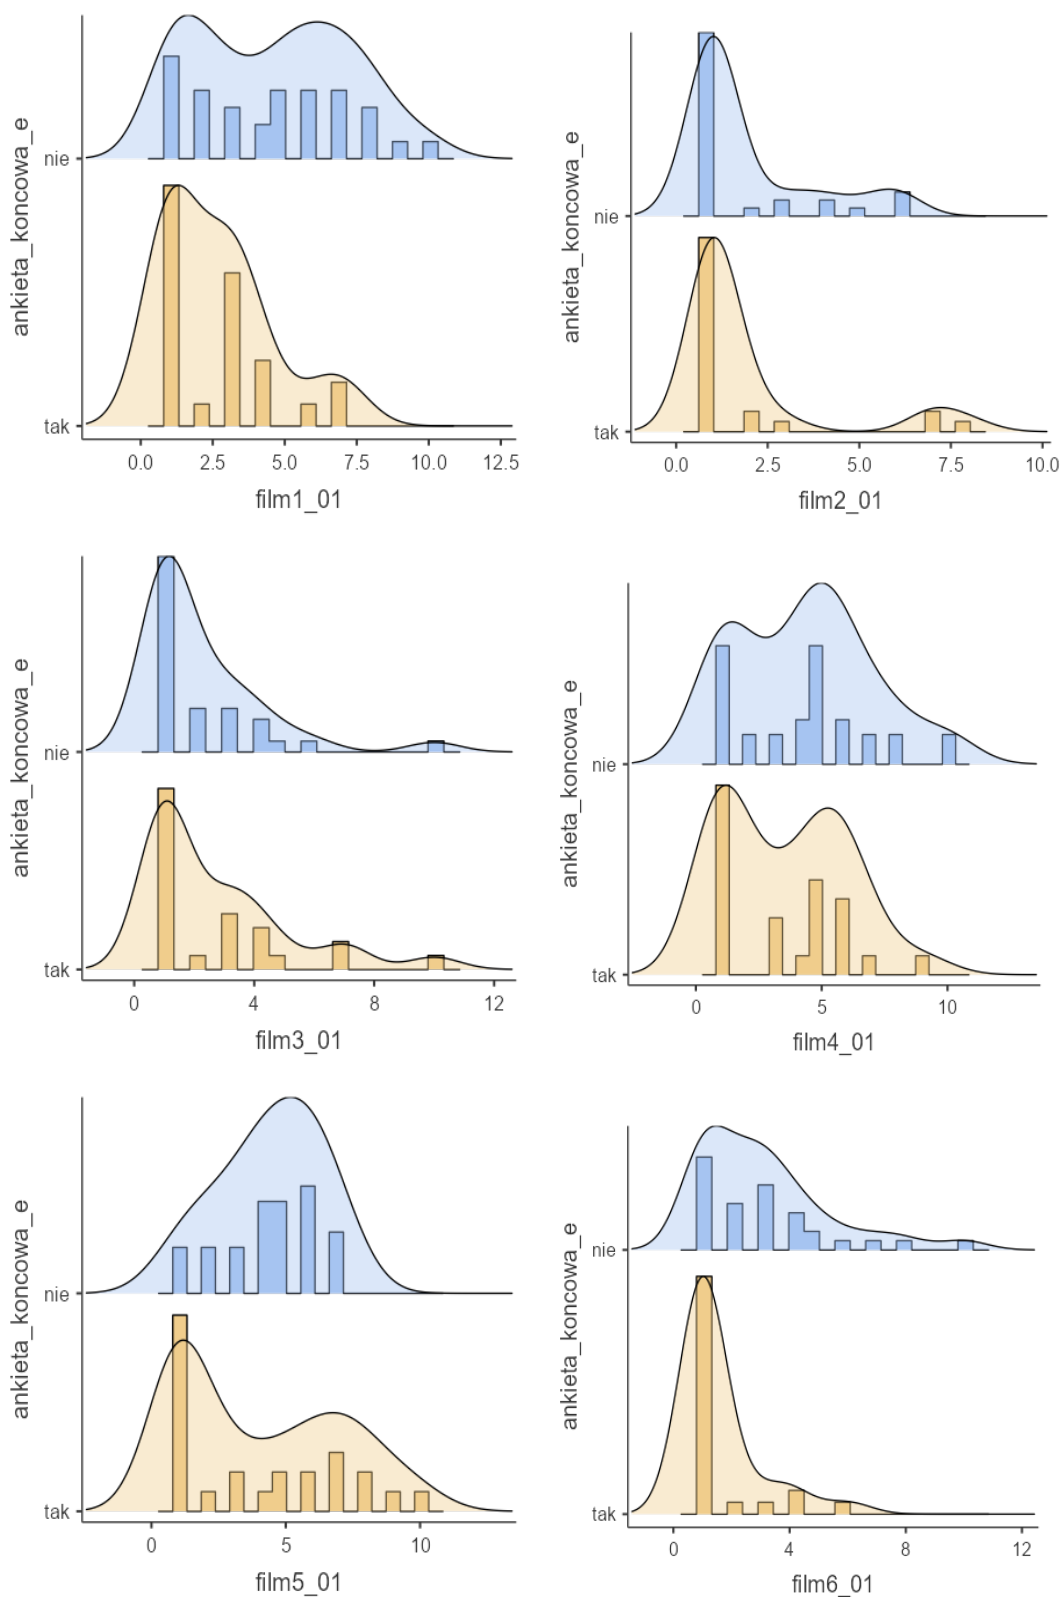 ankieta_koncowa_e
nie
tak
0.0 2.5 5.0 7.5 10.0 12.5
film1_01
ankieta_koncowa_e
nie
tak
0.0 2.5 5.0 7.5 10.0
film2_01
ankieta_koncowa_e
nie
tak
0 4 8 12
film3_01
ankieta_koncowa_e
nie
tak
0 5 10
film4_01
ankieta_koncowa_e
nie
tak
0 5 10
film5_01
ankieta_koncowa_e
nie
tak
0 4 8 12
film6_01